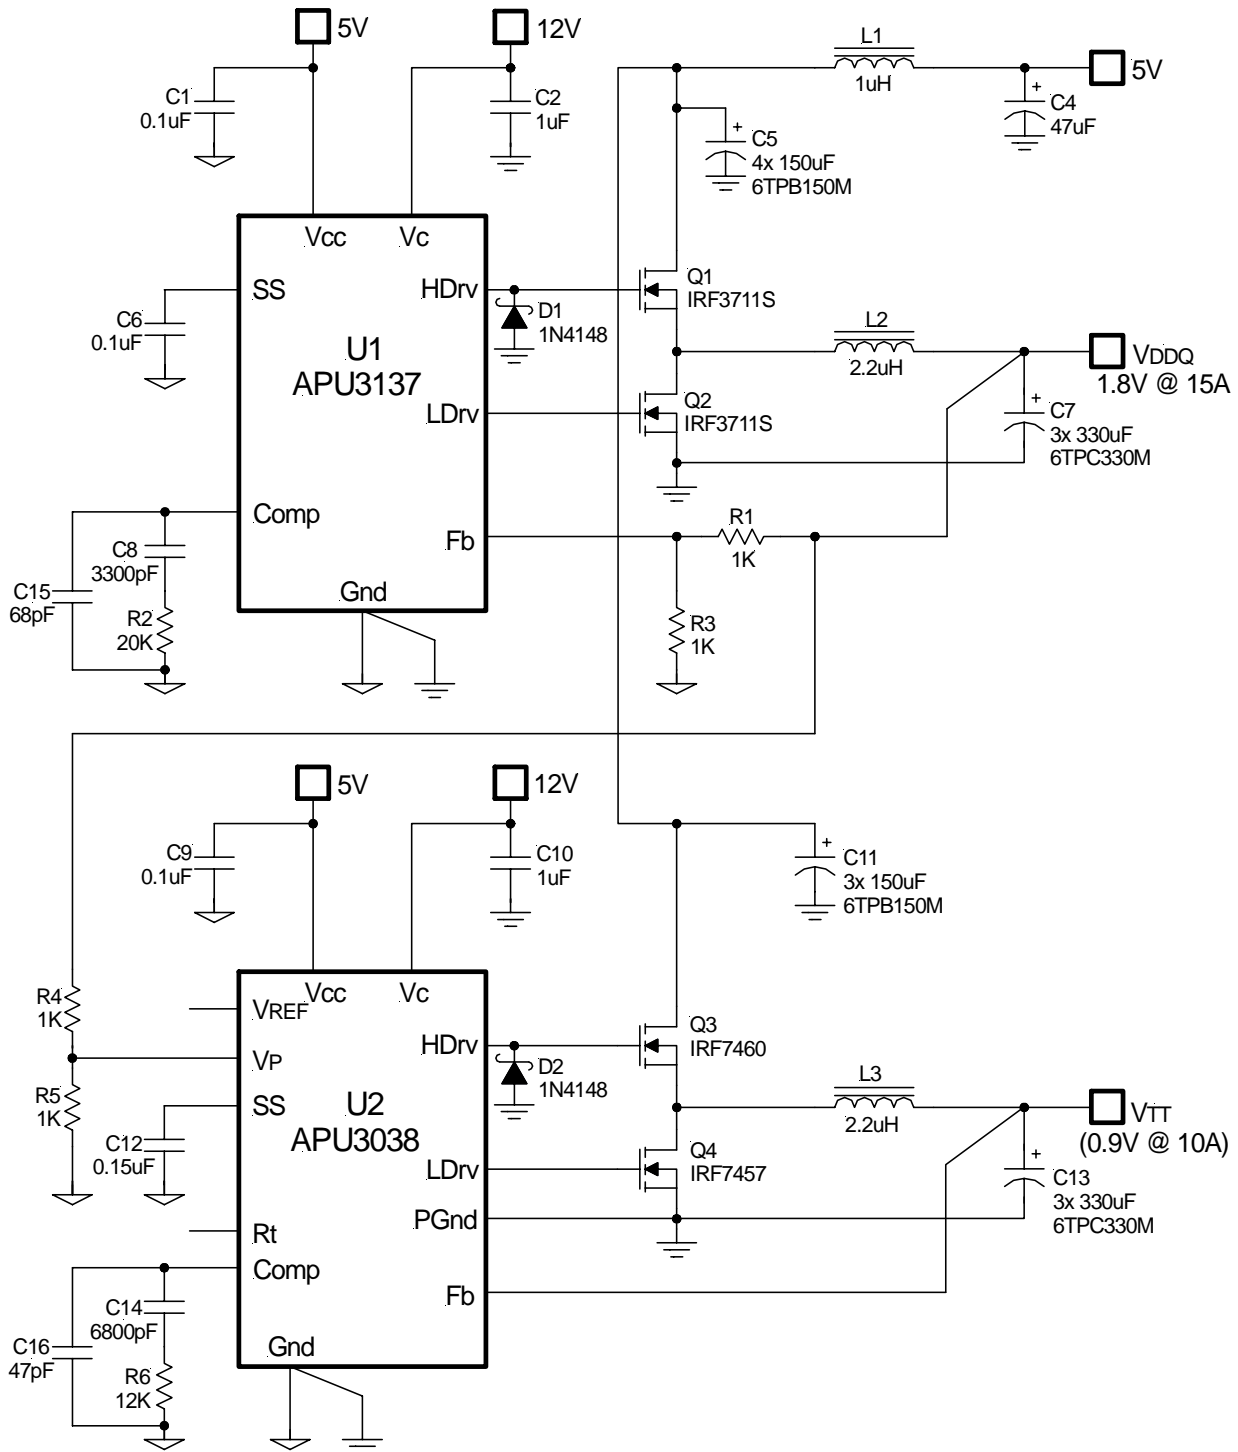 5V
12V
L1
1uH
5V
C1
0.1uF
C2
1uF
+
C4
47uF
+
C5
4x 150uF
6TPB150M
Vcc
Vc
SS
HDrv
Q1
IRF3711S
C6
0.1uF
D1
1N4148
U1
APU3137
L2
2.2uH
VDDQ
1.8V @ 15A
LDrv
Q2
IRF3711S
+
C7
3x 330uF
6TPC330M
Comp
Fb
R1
1K
C8
3300pF
C15
68pF
R2
20K
Gnd
R3
1K
5V
12V
C9
0.1uF
C10
1uF
+
C11
3x 150uF
6TPB150M
Vcc
Vc
R4
1K
VREF
HDrv
Q3
IRF7460
VP
D2
1N4148
R5
1K
SS
U2
APU3038
L3
2.2uH
VTT
(0.9V @ 10A)
C12
0.15uF
LDrv
Q4
IRF7457
+
C13
3x 330uF
6TPC330M
PGnd
Rt
Comp
Fb
C14
6800pF
C16
47pF
R6
12K
Gnd